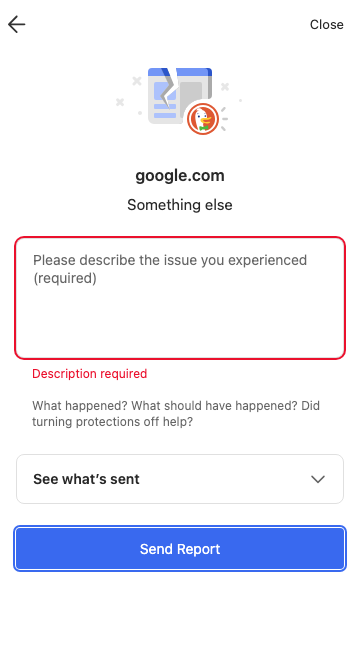 Close
google.com
Something else
Please describe the issue you experienced
(required)
Description required
What happened? What should have happened? Did
turning protections off help?
See what's sent
Send Report